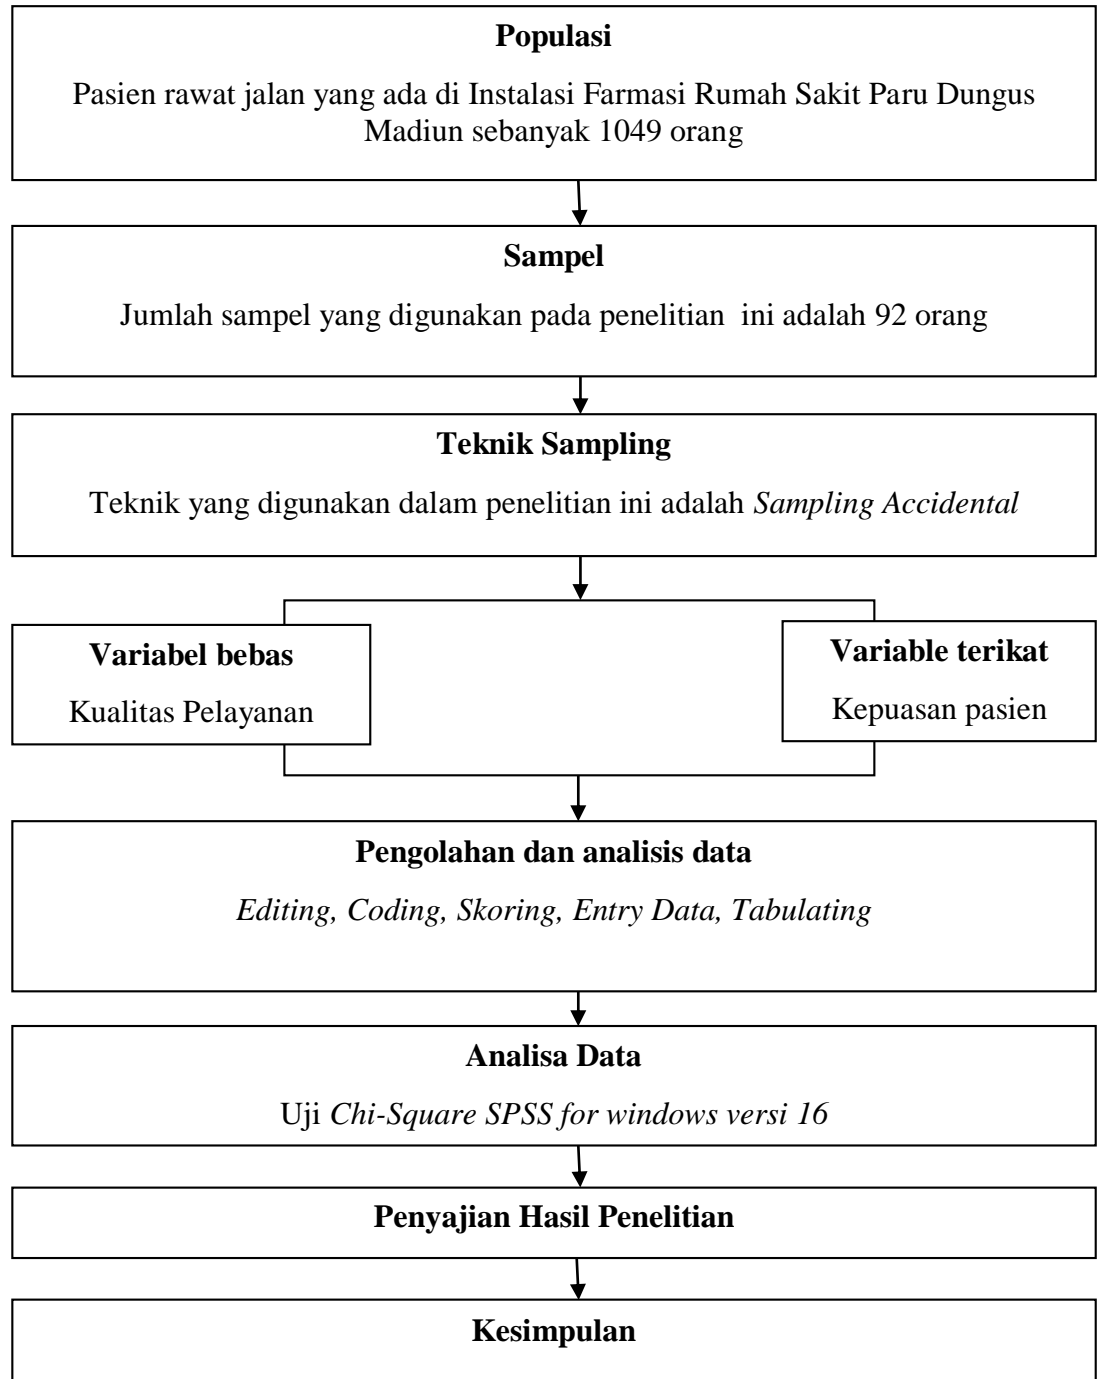 Populasi
Pasien rawat jalan yang ada di Instalasi Farmasi Rumah Sakit Paru Dungus
Madiun sebanyak 1049 orang
Sampel
Jumlah sampel yang digunakan pada penelitian  ini adalah 92 orang
Teknik Sampling
Teknik yang digunakan dalam penelitian ini adalah Sampling Accidental
Variabel bebas
Kualitas Pelayanan
Variable terikat
Kepuasan pasien
Pengolahan dan analisis data
Editing, Coding, Skoring, Entry Data, Tabulating
Analisa Data
Uji Chi-Square SPSS for windows versi 16
Penyajian Hasil Penelitian
Kesimpulan